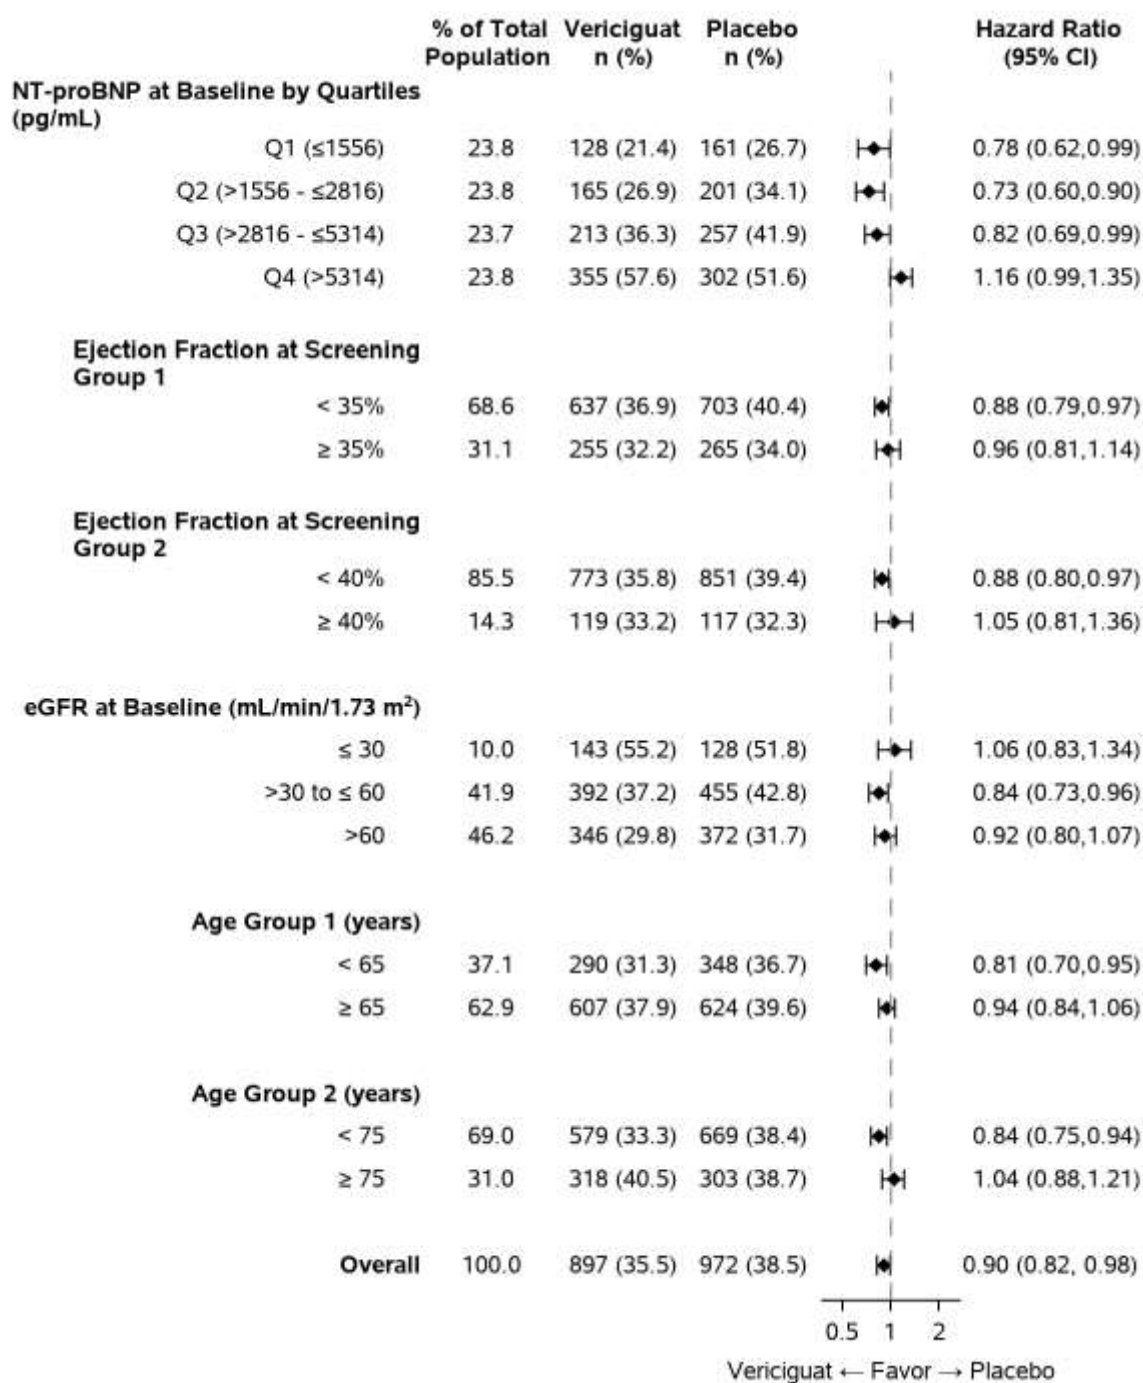 % of Total Vericiguat Placebo Hazard Ratio
Population n (%) n (%) (95% CI)
NT-proBNP at Baseline by Quartiles
(pg/mL)
Q1 (≤1556) 23.8 128 (21.4) 161 (26.7) 0.78 (0.62,0.99)
Q2 (>1556 - ≤2816) 23.8 165 (26.9) 201 (34.1) 0.73 (0.60,0.90)
Q3 (>2816 - ≤5314) 23.7 213 (36.3) 257 (41.9) 0.82 (0.69,0.99)
Q4 (>5314) 23.8 355 (57.6) 302 (51.6) 1.16 (0.99,1.35)
Ejection Fraction at Screening
Group 1
< 35% 68.6 637 (36.9) 703 (40.4) 0.88 (0.79,0.97)
≥ 35% 31.1 255 (32.2) 265 (34.0) 0.96 (0.81,1.14)
Ejection Fraction at Screening
Group 2
< 40% 85.5 773 (35.8) 851 (39.4) 0.88 (0.80,0.97)
≥ 40% 14.3 119 (33.2) 117 (32.3) 1.05 (0.81,1.36)
eGFR at Baseline (mL/min/1.73 m²)
≤ 30 10.0 143 (55.2) 128 (51.8) 1.06 (0.83,1.34)
>30 to ≤ 60 41.9 392 (37.2) 455 (42.8) 0.84 (0.73,0.96)
>60 46.2 346 (29.8) 372 (31.7) 0.92 (0.80,1.07)
Age Group 1 (years)
< 65 37.1 290 (31.3) 348 (36.7) 0.81 (0.70,0.95)
≥ 65 62.9 607 (37.9) 624 (39.6) 0.94 (0.84,1.06)
Age Group 2 (years)
< 75 69.0 579 (33.3) 669 (38.4) 0.84 (0.75,0.94)
≥ 75 31.0 318 (40.5) 303 (38.7) 1.04 (0.88,1.21)
Overall 100.0 897 (35.5) 972 (38.5) 0.90 (0.82, 0.98)
0.5 1 2
Vericiguat ← Favor → Placebo